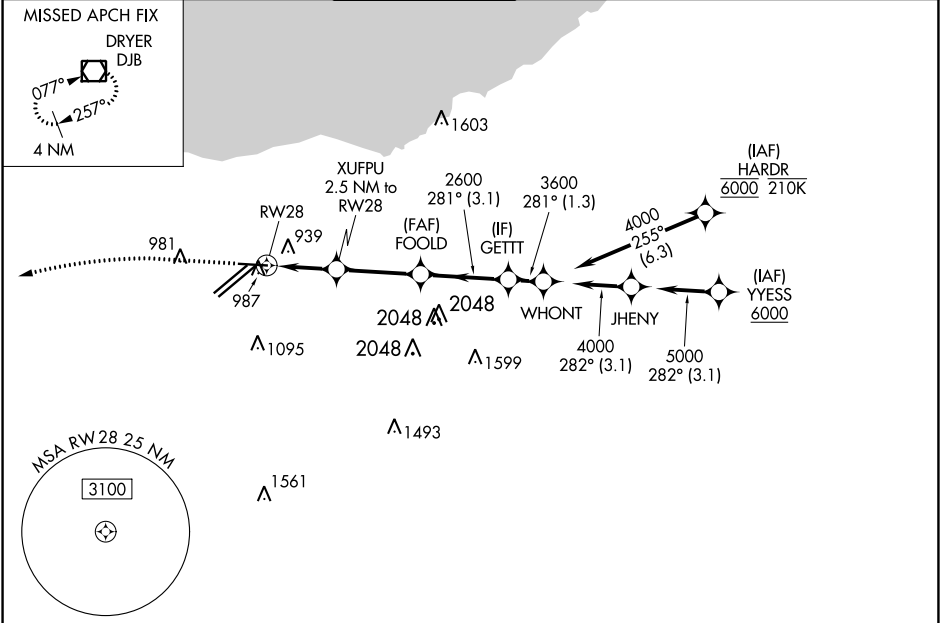 MISSED APCH FIX
DRYER
DJB
077°
257°
4 NM
1603
(IAF)
HARDR
6000 210K
XUFPU
2.5 NM to
RW28
2600
281° (3.1)
3600
281° (1.3)
4000
255°
(6.3)
RW28
(FAF)
FOOLD
(IF)
GETTT
981
939
987
2048
2048
2048
WHONT
JHENY
(IAF)
YYESS
6000
1095
1599
4000
282° (3.1)
5000
282° (3.1)
1493
1561
MSA RW 28 25 NM
3100